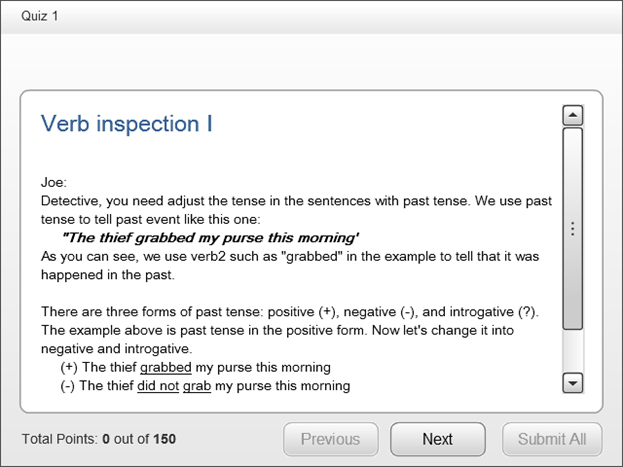 Quiz 1
Verb inspection I
Joe:
Detective, you need adjust the tense in the sentences with past tense. We use past
tense to tell past event like this one:
"The thief grabbed my purse this morning'
As you can see, we use verb2 such as "grabbed" in the example to tell that it was
happened in the past.
There are three forms of past tense: positive (+), negative (-), and introgative (?).
The example above is past tense in the positive form. Now let's change it into
negative and introgative.
(+) The thief grabbed my purse this morning
(-) The thief did not grab my purse this morning
Total Points: 0 out of 150
Previous
Next
Submit All